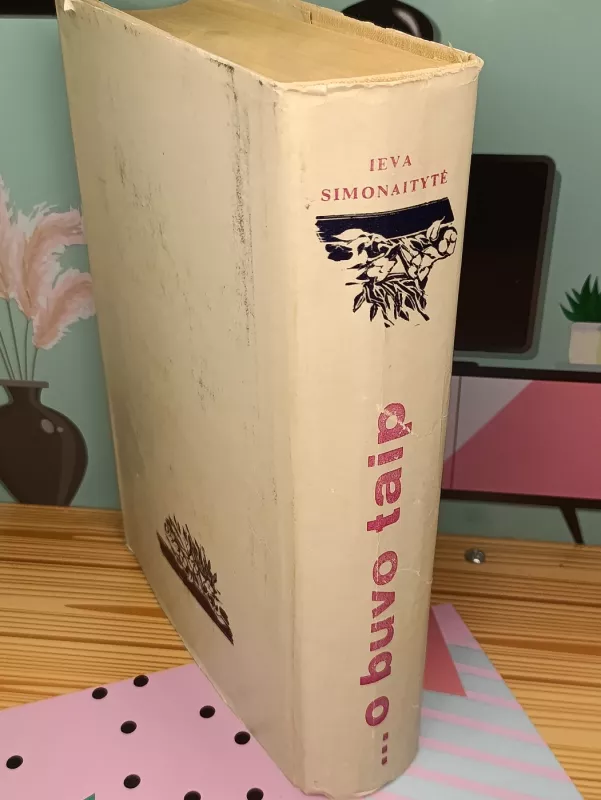 IEVA
SIMONAITYTĖ
...o buvo taip